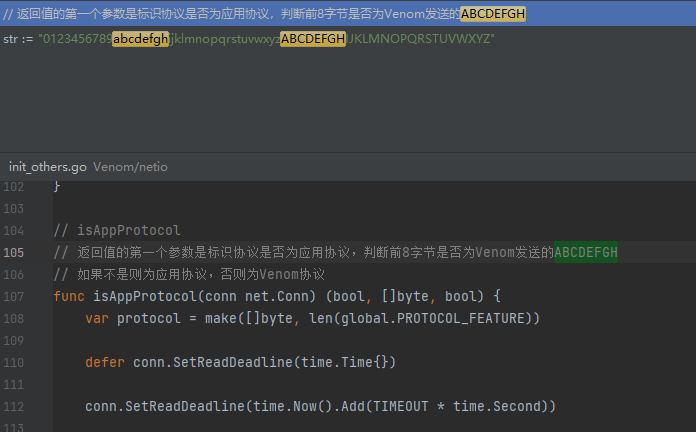 // 返回值的第一个参数是标识协议是否为应用协议，判断前8字节是否为Venom发送的ABCDEFGH
str := "0123456789abcdefghijklmnopqrstuvwxyzABCDEFGHIJKLMNOPQRSTUVWXYZ"
init_others.go Venom/netio
102 }
103
104 // isAppProtocol
105 // 返回值的第一个参数是标识协议是否为应用协议，判断前8字节是否为Venom发送的ABCDEFGH
106 // 如果不是则为应用协议，否则为Venom协议
107 func isAppProtocol(conn net.Conn) (bool, []byte, bool) {
108 var protocol = make([]byte, len(global.PROTOCOL_FEATURE))
109
110 defer conn.SetReadDeadline(time.Time{})
111
112 conn.SetReadDeadline(time.Now().Add(TIMEOUT * time.Second))
113